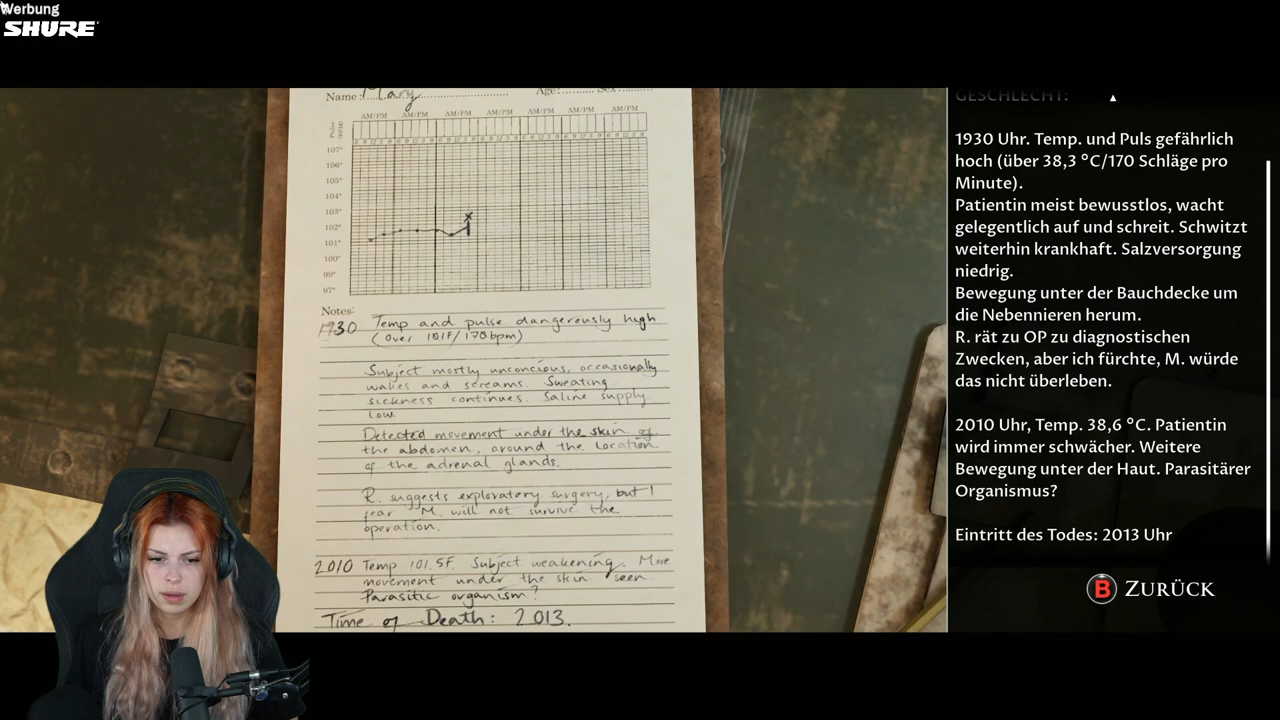 Werbung
SHURE
Name: Mary Age: Sex
AM/PM AM/PM AM/PM AM/PM AM/PM AM/PM AM/PM
Pulse (BPM)
107°
106°
105°
104°
103°
102°
101°
100°
99°
97°
Notes:
1930 Temp and pulse dangerously high
(over 101F/170bpm)
Subject mostly unconcious, occasionally
wakes and screams. Sweating
sickness continues. Saline supply
low.
Detected movement under the skin of
the abdomen, around the location
of the adrenal glands.
R. suggests exploratory surgery, but I
fear M. will not survive the
operation.
2010 Temp 101.5F. Subject weakening. More
movement under the skin seen.
Parasitic organism?
Time of Death: 2013.
GESCHLECHT:
1930 Uhr. Temp. und Puls gefährlich
hoch (über 38,3 °C/170 Schläge pro
Minute).
Patientin meist bewusstlos, wacht
gelegentlich auf und schreit. Schwitzt
weiterhin krankhaft. Salzversorgung
niedrig.
Bewegung unter der Bauchdecke um
die Nebennieren herum.
R. rät zu OP zu diagnostischen
Zwecken, aber ich fürchte, M. würde
das nicht überleben.
2010 Uhr, Temp. 38,6 °C. Patientin
wird immer schwächer. Weitere
Bewegung unter der Haut. Parasitärer
Organismus?
Eintritt des Todes: 2013 Uhr
B ZURÜCK